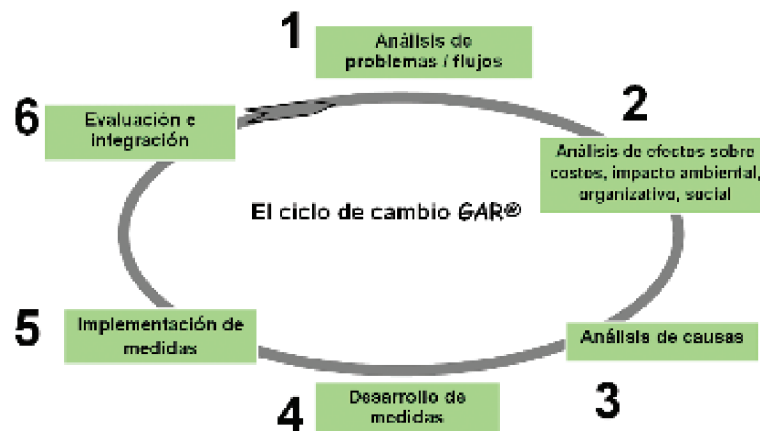 1
Análisis de
problemas / flujos
2
Análisis de efectos sobre
costos, impacto ambiental,
organizativo, social
3
Análisis de causas
4
Desarrollo de
medidas
5
Implementación de
medidas
6
Evaluación e
integración
El ciclo de cambio GAR®